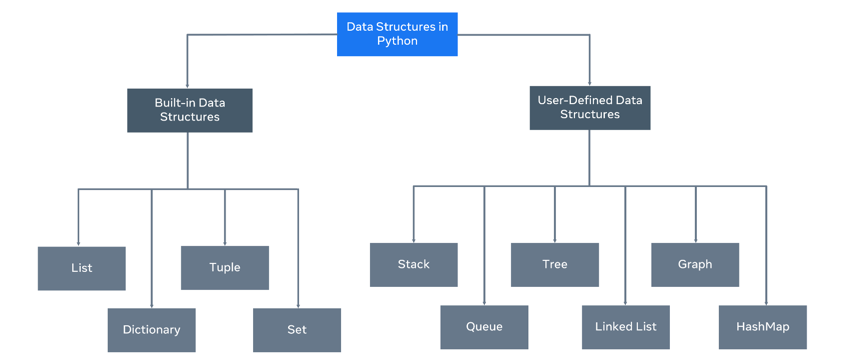 Data Structures in
Python
Built-in Data
Structures
User-Defined Data
Structures
List
Tuple
Dictionary
Set
Stack
Tree
Graph
Queue
Linked List
HashMap